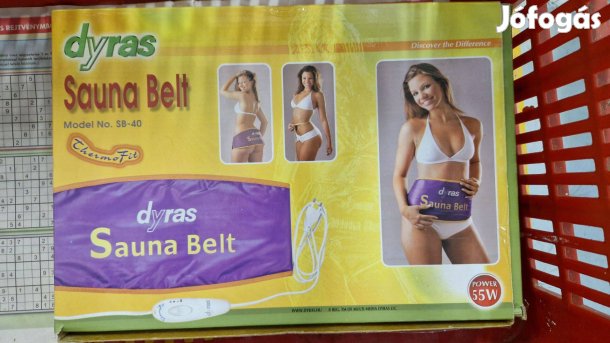 Jófogás
dyras
Discover the Difference
Sauna Belt
Model No. SB-40
ThermoFit
dyras
Sauna Belt
dyras
Sauna Belt
dyras
POWER
55W